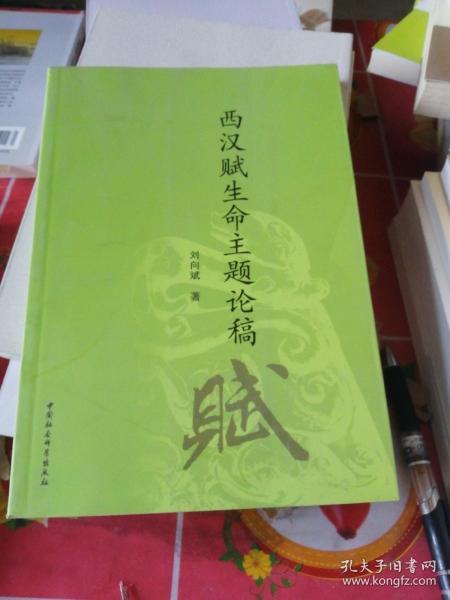 西汉赋生命主题论稿
刘向斌 著
赋
中国社会科学出版社
孔夫子旧书网
www.kongfz.com